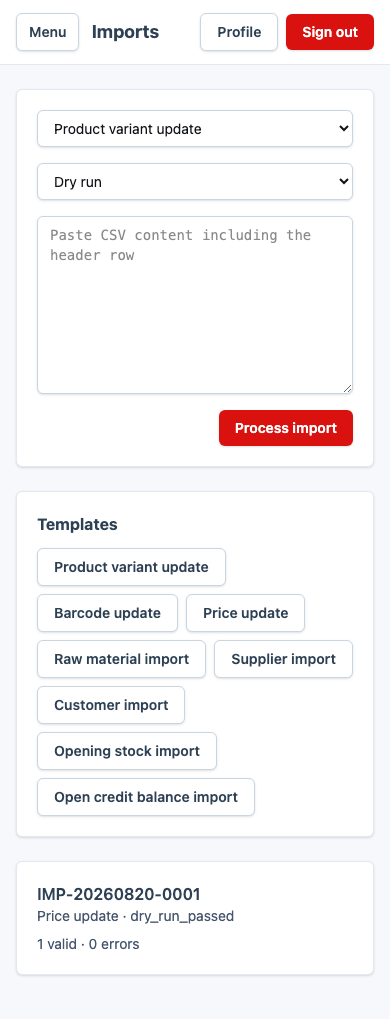 Menu Imports Profile Sign out
Product variant update
Dry run
Paste CSV content including the
header row
Process import
Templates
Product variant update
Barcode update Price update
Raw material import Supplier import
Customer import
Opening stock import
Open credit balance import
IMP-20260820-0001
Price update · dry_run_passed
1 valid · 0 errors